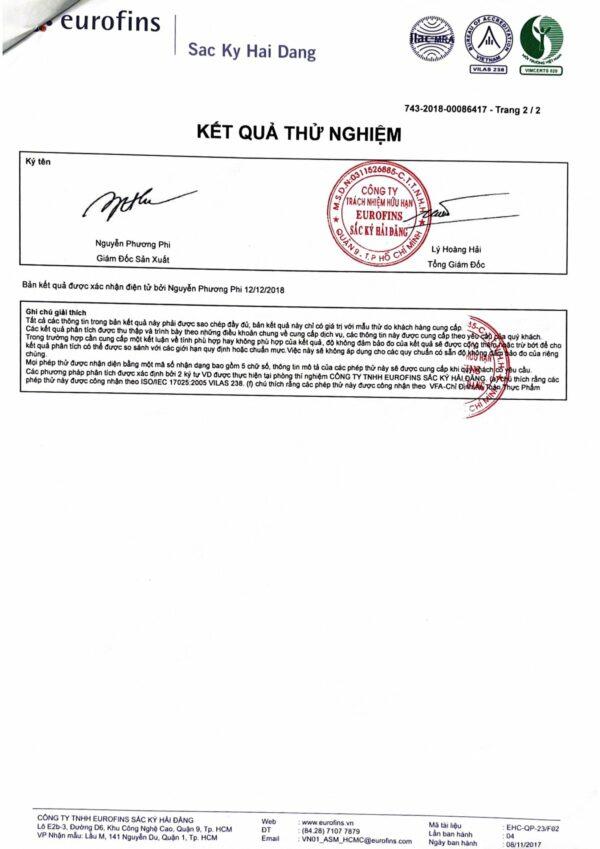 eurofins
Sac Ky Hai Dang
ilac-MRA
BUREAU OF ACCREDITATION
VIETNAM
VILAS 238
MÔI TRƯỜNG VIỆT NAM
VIMCERTS 029
743-2018-00086417 - Trang 2 / 2
KẾT QUẢ THỬ NGHIỆM
Ký tên
M.S.D.N:0311526885-C.T.T.N.H.H
CÔNG TY
TRÁCH NHIỆM HỮU HẠN
EUROFINS
SẮC KÝ HẢI ĐĂNG
QUẬN 9 - T.P HỒ CHÍ MINH
Nguyễn Phương Phi
Giám Đốc Sản Xuất
Lý Hoàng Hải
Tổng Giám Đốc
Bản kết quả được xác nhận điện tử bởi Nguyễn Phương Phi 12/12/2018
Ghi chú giải thích
Tất cả các thông tin trong bản kết quả này phải được sao chép đầy đủ, bản kết quả này chỉ có giá trị với mẫu thử do khách hàng cung cấp
Các kết quả phân tích được thu thập và trình bày theo những điều khoản chung về cung cấp dịch vụ, các thông tin này được cung cấp theo yêu cầu của quý khách.
Trong trường hợp cần cung cấp một kết luận về tính phù hợp hay không phù hợp của kết quả, độ không đảm bảo đo của kết quả sẽ được cộng thêm hoặc trừ bớt để cho
kết quả phân tích có thể được so sánh với các giới hạn quy định hoặc chuẩn mực.Việc này sẽ không áp dụng cho các quy chuẩn có sẵn độ không đảm bảo đo của riêng
chúng.
Mọi phép thử được nhận diện bằng một mã số nhận dạng bao gồm 5 chữ số, thông tin mô tả của các phép thử này sẽ được cung cấp khi quý khách có yêu cầu.
Các phương pháp phân tích được xác định bởi 2 ký tự VD được thực hiện tại phòng thí nghiệm CÔNG TY TNHH EUROFINS SẮC KÝ HẢI ĐĂNG. (a) chú thích rằng các
phép thử này được công nhận theo ISO/IEC 17025:2005 VILAS 238. (f) chú thích rằng các phép thử này được công nhận theo VFA-Chỉ Định An Toàn Thực Phẩm
CÔNG TY TNHH EUROFINS SẮC KÝ HẢI ĐĂNG
Lô E2b-3, Đường D6, Khu Công Nghệ Cao, Quận 9, Tp. HCM
VP Nhận mẫu: Lầu M, 141 Nguyễn Du, Quận 1, Tp. HCM
Web : www.eurofins.vn
ĐT : (84.28) 7107 7879
Email : VN01_ASM_HCMC@eurofins.com
Mã tài liệu : EHC-QP-23/F02
Lần ban hành : 04
Ngày ban hành : 08/11/2017